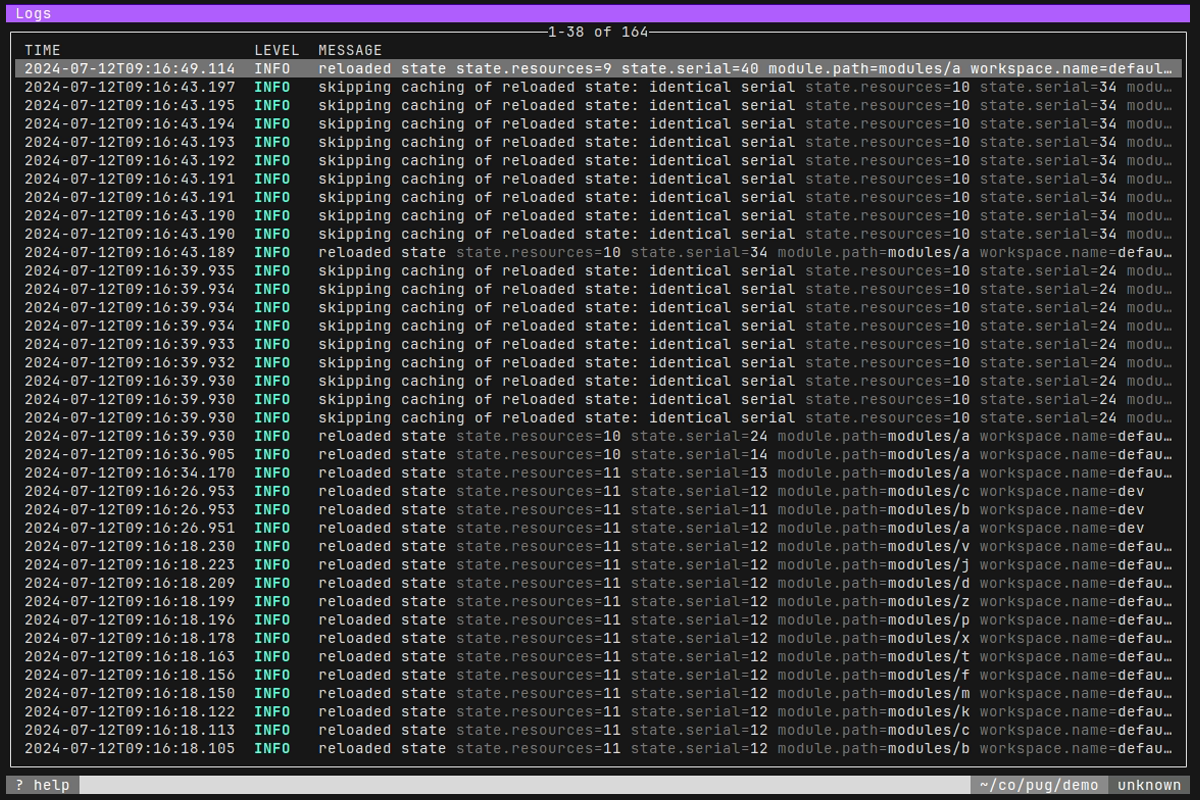 Logs
1-38 of 164
TIME LEVEL MESSAGE
2024-07-12T09:16:49.114 INFO reloaded state state.resources=9 state.serial=40 module.path=modules/a workspace.name=defaul…
2024-07-12T09:16:43.197 INFO skipping caching of reloaded state: identical serial state.resources=10 state.serial=34 modu…
2024-07-12T09:16:43.195 INFO skipping caching of reloaded state: identical serial state.resources=10 state.serial=34 modu…
2024-07-12T09:16:43.194 INFO skipping caching of reloaded state: identical serial state.resources=10 state.serial=34 modu…
2024-07-12T09:16:43.193 INFO skipping caching of reloaded state: identical serial state.resources=10 state.serial=34 modu…
2024-07-12T09:16:43.192 INFO skipping caching of reloaded state: identical serial state.resources=10 state.serial=34 modu…
2024-07-12T09:16:43.191 INFO skipping caching of reloaded state: identical serial state.resources=10 state.serial=34 modu…
2024-07-12T09:16:43.191 INFO skipping caching of reloaded state: identical serial state.resources=10 state.serial=34 modu…
2024-07-12T09:16:43.190 INFO skipping caching of reloaded state: identical serial state.resources=10 state.serial=34 modu…
2024-07-12T09:16:43.190 INFO skipping caching of reloaded state: identical serial state.resources=10 state.serial=34 modu…
2024-07-12T09:16:43.189 INFO reloaded state state.resources=10 state.serial=34 module.path=modules/a workspace.name=defau…
2024-07-12T09:16:39.935 INFO skipping caching of reloaded state: identical serial state.resources=10 state.serial=24 modu…
2024-07-12T09:16:39.934 INFO skipping caching of reloaded state: identical serial state.resources=10 state.serial=24 modu…
2024-07-12T09:16:39.934 INFO skipping caching of reloaded state: identical serial state.resources=10 state.serial=24 modu…
2024-07-12T09:16:39.934 INFO skipping caching of reloaded state: identical serial state.resources=10 state.serial=24 modu…
2024-07-12T09:16:39.933 INFO skipping caching of reloaded state: identical serial state.resources=10 state.serial=24 modu…
2024-07-12T09:16:39.932 INFO skipping caching of reloaded state: identical serial state.resources=10 state.serial=24 modu…
2024-07-12T09:16:39.930 INFO skipping caching of reloaded state: identical serial state.resources=10 state.serial=24 modu…
2024-07-12T09:16:39.930 INFO skipping caching of reloaded state: identical serial state.resources=10 state.serial=24 modu…
2024-07-12T09:16:39.930 INFO skipping caching of reloaded state: identical serial state.resources=10 state.serial=24 modu…
2024-07-12T09:16:39.930 INFO reloaded state state.resources=10 state.serial=24 module.path=modules/a workspace.name=defau…
2024-07-12T09:16:36.905 INFO reloaded state state.resources=10 state.serial=14 module.path=modules/a workspace.name=defau…
2024-07-12T09:16:34.170 INFO reloaded state state.resources=11 state.serial=13 module.path=modules/a workspace.name=defau…
2024-07-12T09:16:26.953 INFO reloaded state state.resources=11 state.serial=12 module.path=modules/c workspace.name=dev
2024-07-12T09:16:26.953 INFO reloaded state state.resources=11 state.serial=11 module.path=modules/b workspace.name=dev
2024-07-12T09:16:26.951 INFO reloaded state state.resources=11 state.serial=12 module.path=modules/a workspace.name=dev
2024-07-12T09:16:18.230 INFO reloaded state state.resources=11 state.serial=12 module.path=modules/v workspace.name=defau…
2024-07-12T09:16:18.223 INFO reloaded state state.resources=11 state.serial=12 module.path=modules/j workspace.name=defau…
2024-07-12T09:16:18.209 INFO reloaded state state.resources=11 state.serial=12 module.path=modules/d workspace.name=defau…
2024-07-12T09:16:18.199 INFO reloaded state state.resources=11 state.serial=12 module.path=modules/z workspace.name=defau…
2024-07-12T09:16:18.196 INFO reloaded state state.resources=11 state.serial=12 module.path=modules/p workspace.name=defau…
2024-07-12T09:16:18.178 INFO reloaded state state.resources=11 state.serial=12 module.path=modules/x workspace.name=defau…
2024-07-12T09:16:18.163 INFO reloaded state state.resources=11 state.serial=12 module.path=modules/t workspace.name=defau…
2024-07-12T09:16:18.156 INFO reloaded state state.resources=11 state.serial=12 module.path=modules/f workspace.name=defau…
2024-07-12T09:16:18.150 INFO reloaded state state.resources=11 state.serial=12 module.path=modules/m workspace.name=defau…
2024-07-12T09:16:18.122 INFO reloaded state state.resources=11 state.serial=12 module.path=modules/k workspace.name=defau…
2024-07-12T09:16:18.113 INFO reloaded state state.resources=11 state.serial=12 module.path=modules/c workspace.name=defau…
2024-07-12T09:16:18.105 INFO reloaded state state.resources=11 state.serial=12 module.path=modules/b workspace.name=defau…
? help ~/co/pug/demo unknown